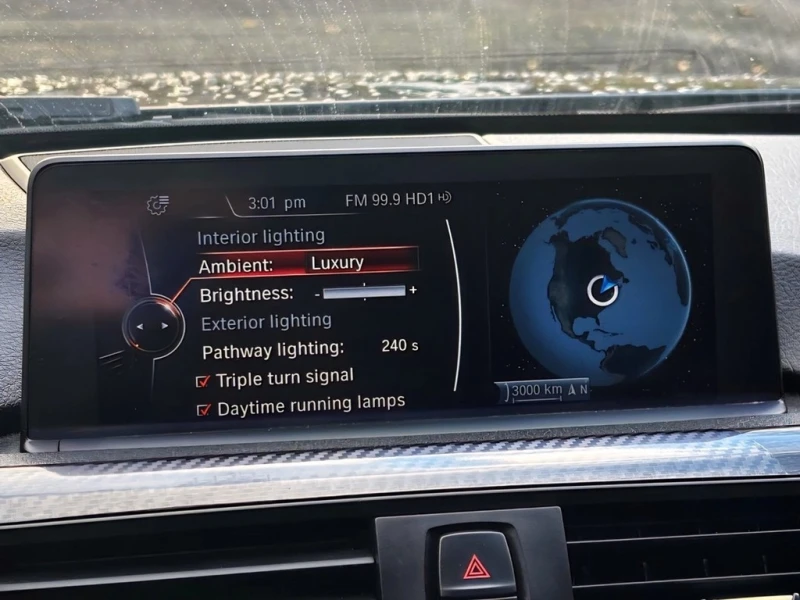 3:01 pm FM 99.9 HD1
Interior lighting
Ambient: Luxury
Brightness: - +
Exterior lighting
Pathway lighting: 240 s
Triple turn signal
Daytime running lamps
3000 km N